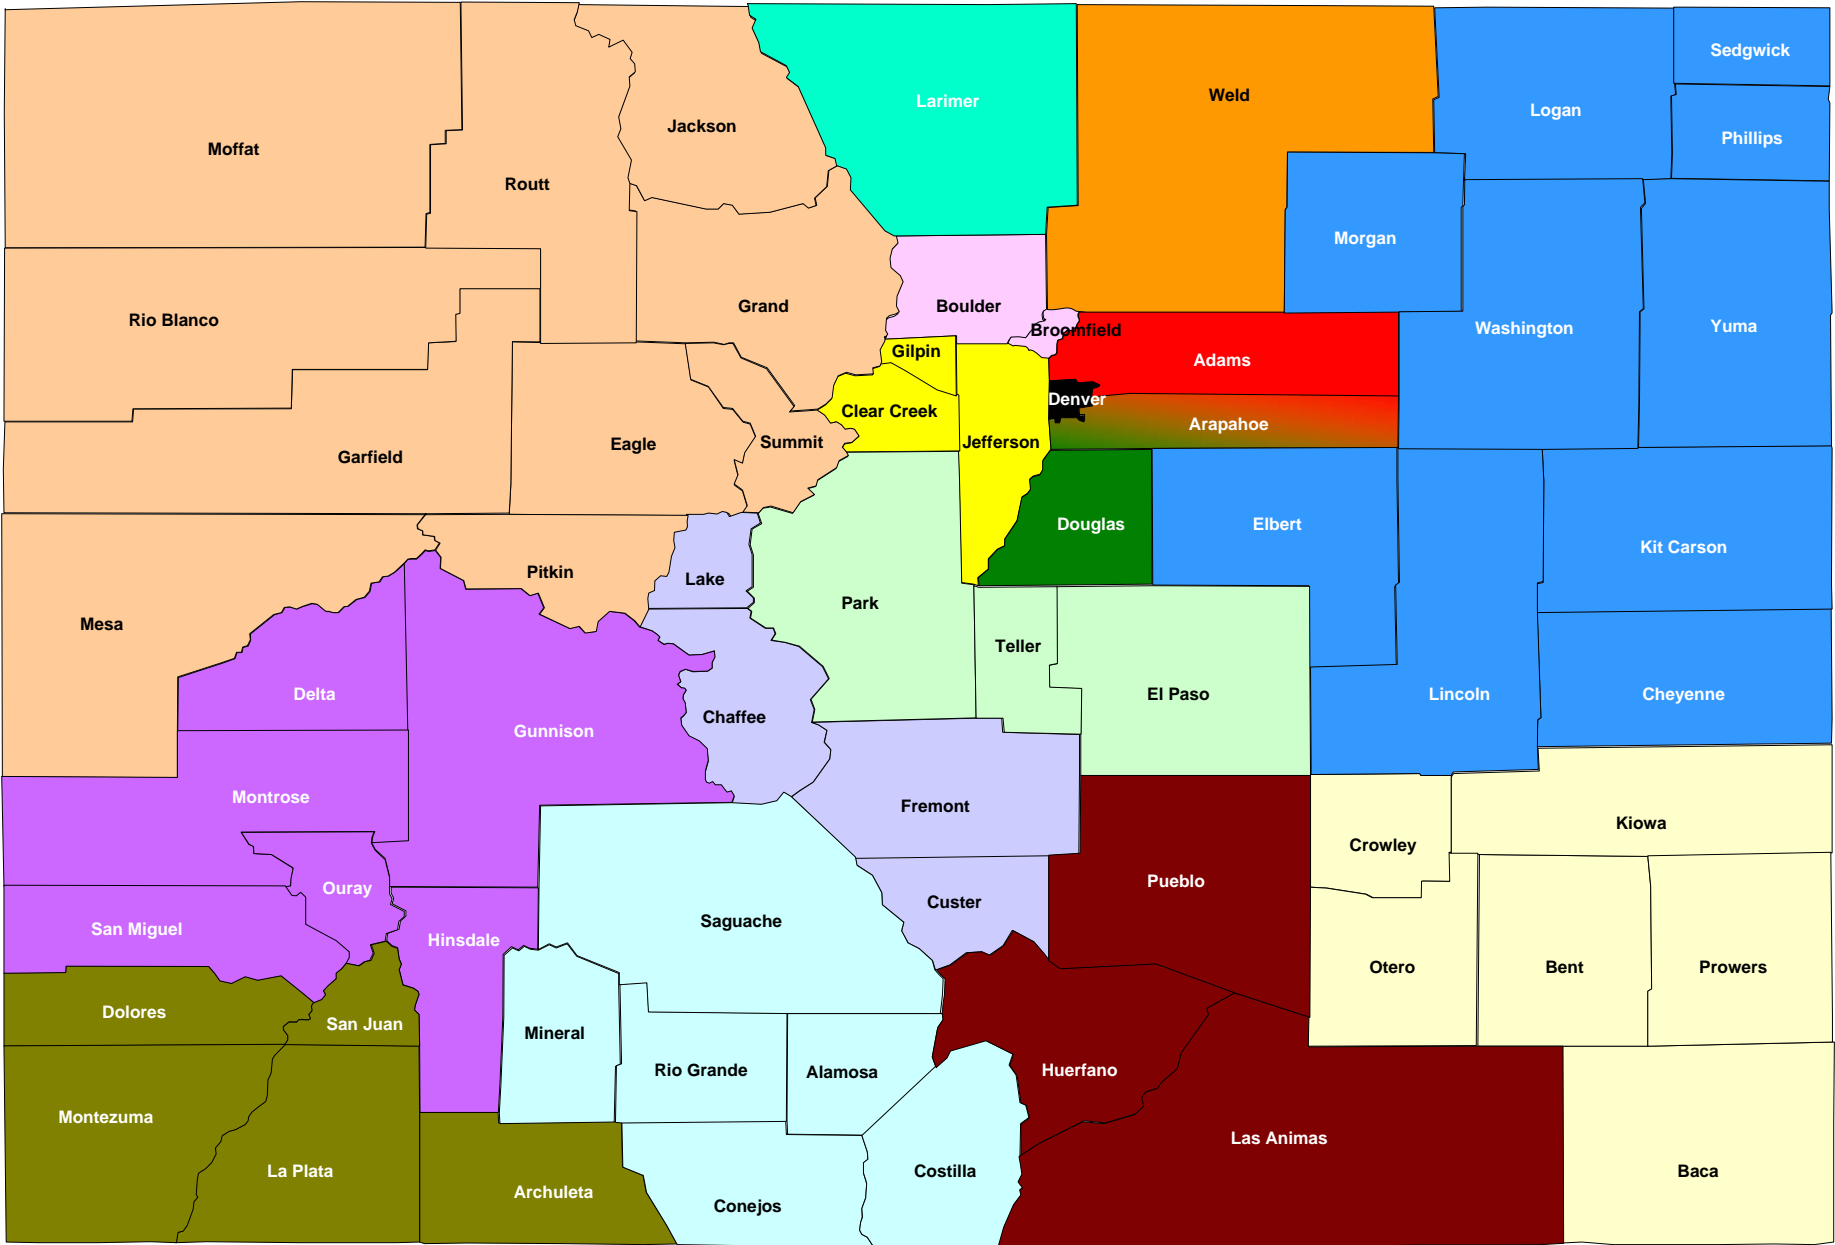 Sedgwick
Larimer
Weld
Logan
Jackson
Phillips
Moffat
Routt
Morgan
Grand
Boulder
Rio Blanco
Broomfield
Washington
Yuma
Gilpin
Adams
Denver
Clear Creek
Arapahoe
Eagle
Summit
Jefferson
Garfield
Douglas
Elbert
Kit Carson
Pitkin
Lake
Park
Mesa
Teller
Delta
El Paso
Lincoln
Cheyenne
Gunnison
Chaffee
Montrose
Fremont
Kiowa
Crowley
Ouray
Pueblo
Custer
San Miguel
Hinsdale
Saguache
Otero
Bent
Prowers
Dolores
San Juan
Mineral
Rio Grande
Alamosa
Huerfano
Montezuma
Las Animas
La Plata
Costilla
Baca
Archuleta
Conejos